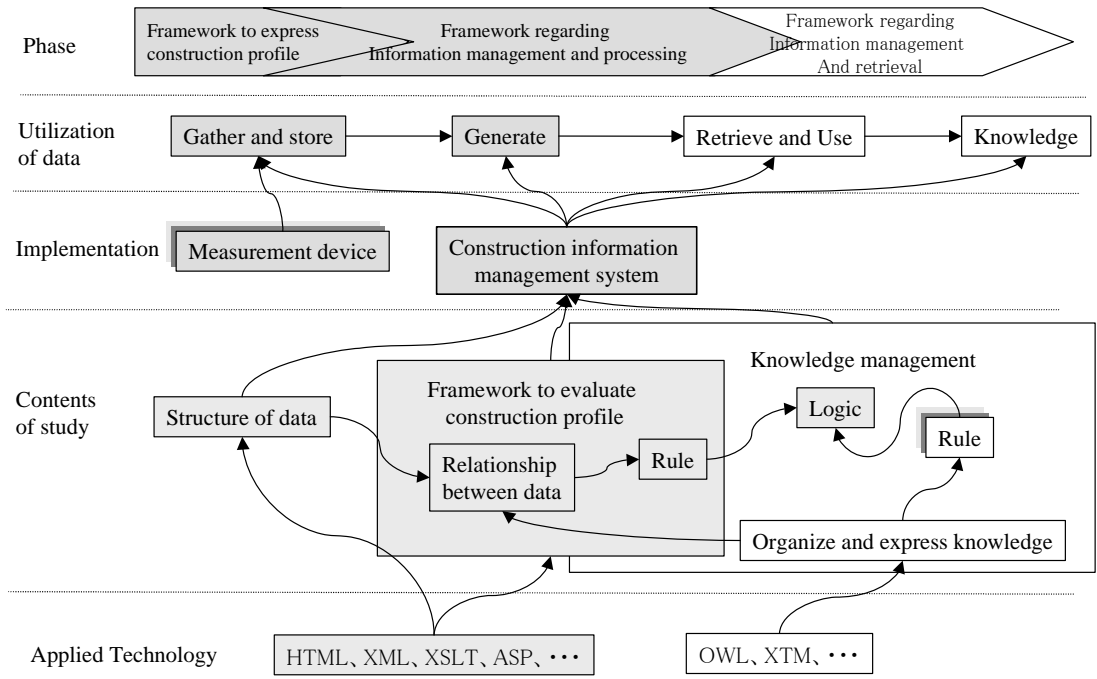 Phase
Framework to express
construction profile
Framework regarding
Information management and processing
Framework regarding
Information management
And retrieval
Utilization
of data
Gather and store
Generate
Retrieve and Use
Knowledge
Implementation
Measurement device
Construction information
management system
Contents
of study
Structure of data
Framework to evaluate
construction profile
Relationship
between data
Rule
Knowledge management
Logic
Rule
Organize and express knowledge
Applied Technology
HTML、XML、XSLT、ASP、･･･
OWL、XTM、･･･